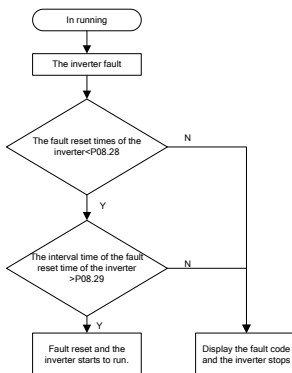 In running
The inverter fault
The fault reset times of the
inverter<P08.28
N
Y
The interval time of the fault
reset time of the inverter
>P08.29
N
Y
Fault reset and the
inverter starts to run.
Display the fault code
and the inverter stops